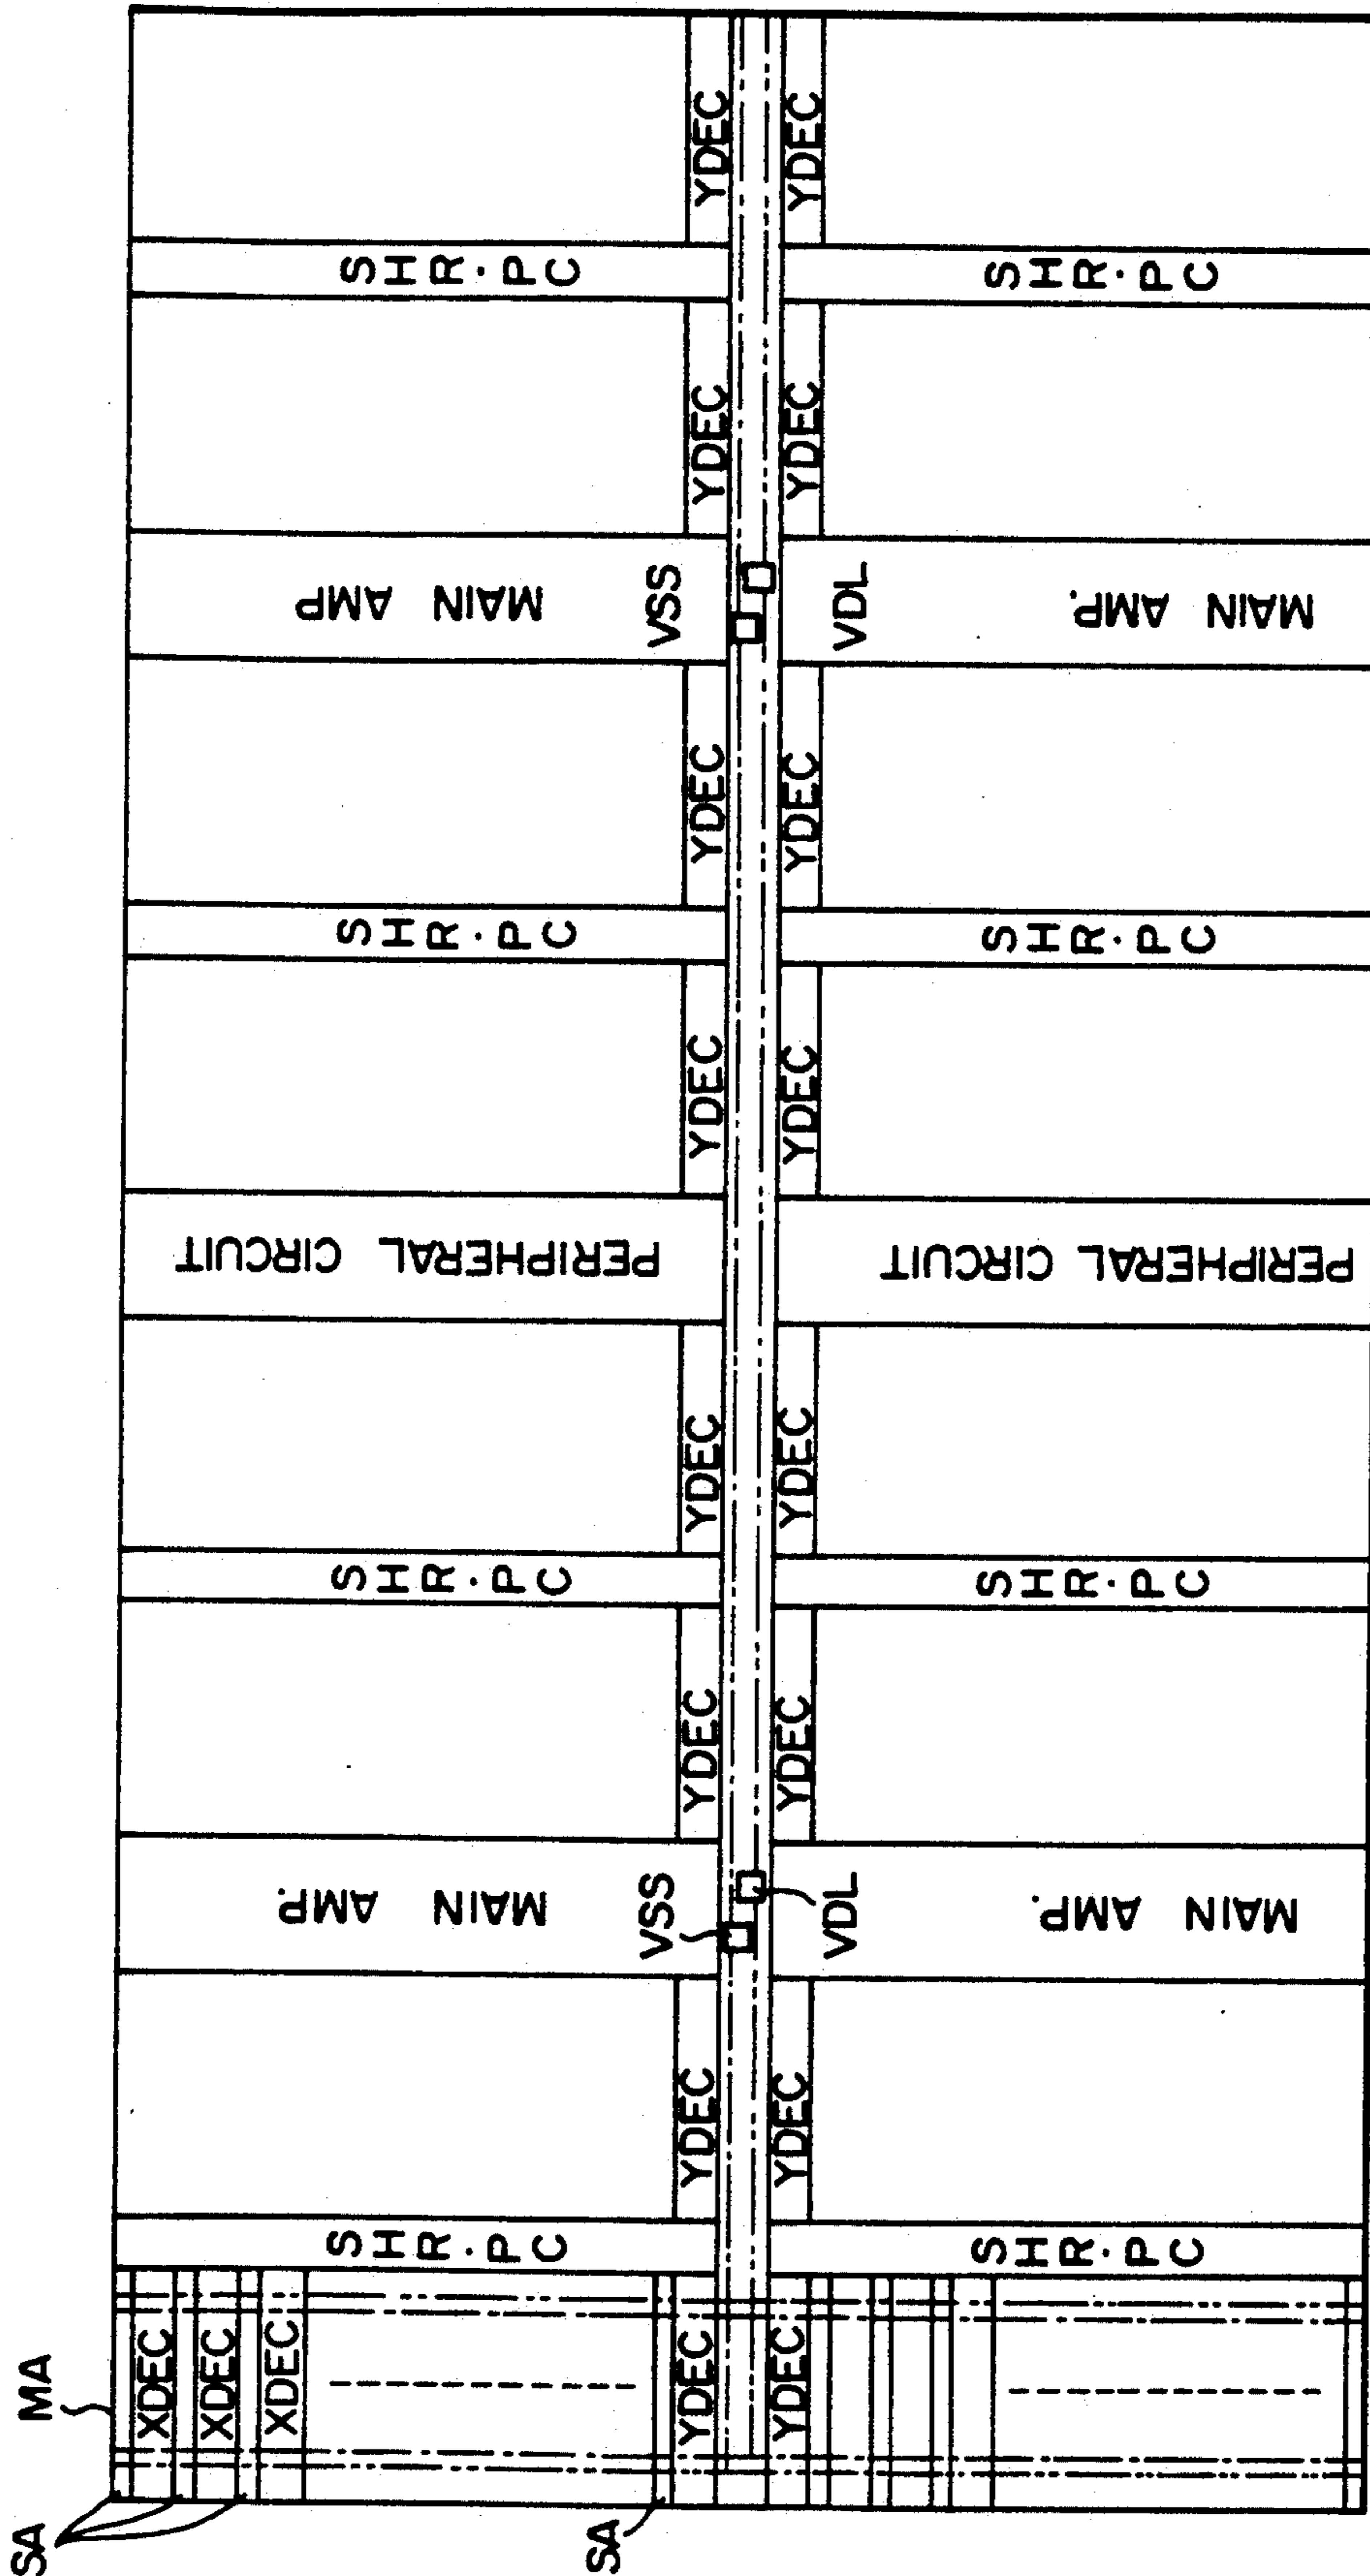 YDEC
YDEC
SHR·PC
SHR·PC
YDEC
YDEC
MAIN AMP
VSS
VDL
MAIN AMP.
YDEC
YDEC
SHR·PC
SHR·PC
YDEC
YDEC
PERIPHERAL CIRCUIT
PERIPHERAL CIRCUIT
YDEC
YDEC
SHR·PC
SHR·PC
YDEC
YDEC
MAIN AMP.
VSS
VDL
MAIN AMP.
YDEC
YDEC
SHR·PC
SHR·PC
MA
XDEC
XDEC
XDEC
YDEC
YDEC
SA
SA